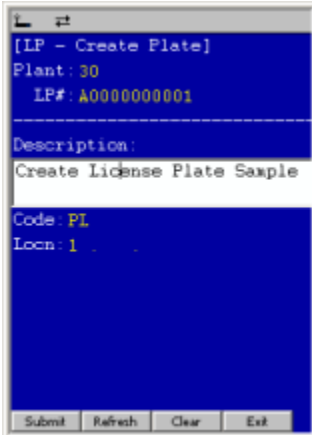 [LP - Create Plate]
Plant: 30
LP#: A0000000001
Description:
Create License Plate Sample
Code: PL
Locn: 1 . .
Submit Refresh Clear Exit